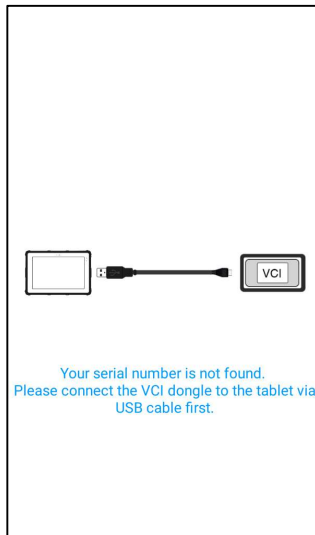 VCI
Your serial number is not found.
Please connect the VCI dongle to the tablet via
USB cable first.